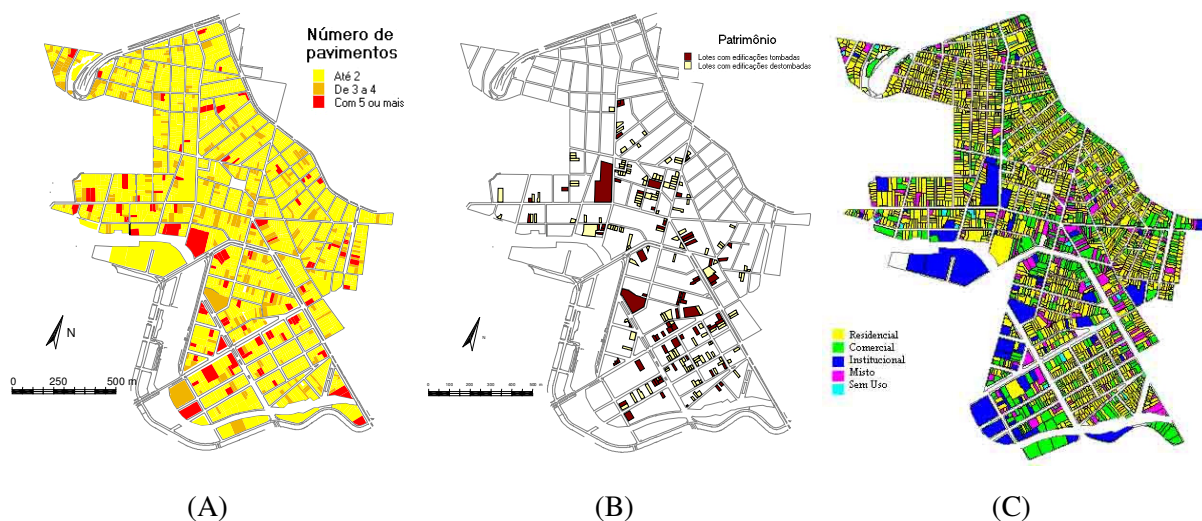 Número de
pavimentos
Até 2
De 3 a 4
Com 5 ou mais
N
0 250 500 m
(A)
Patrimônio
Lotes com edificações tombadas
Lotes com edificações destombadas
N
(B)
Residencial
Comercial
Institucional
Misto
Sem Uso
(C)